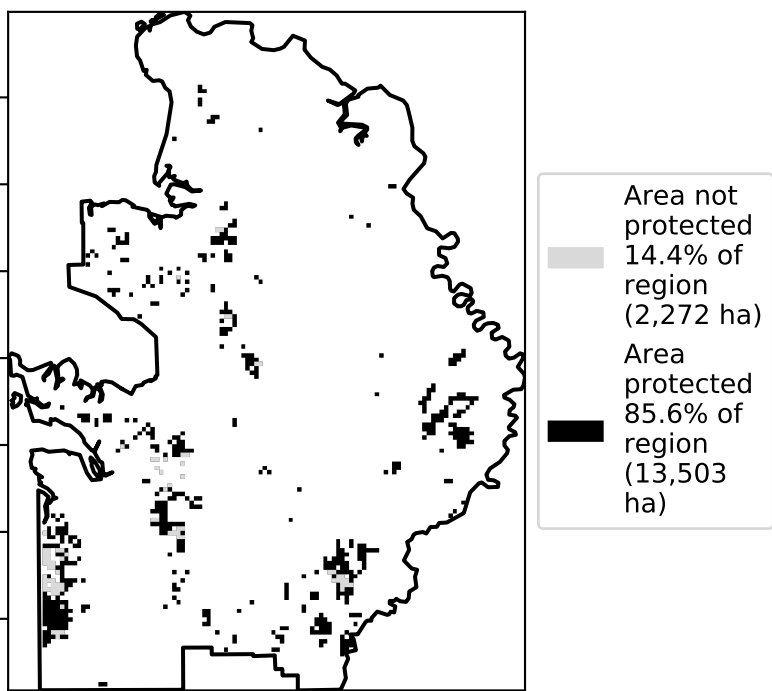 Area not
protected
14.4% of
region
(2,272 ha)
Area
protected
85.6% of
region
(13,503
ha)